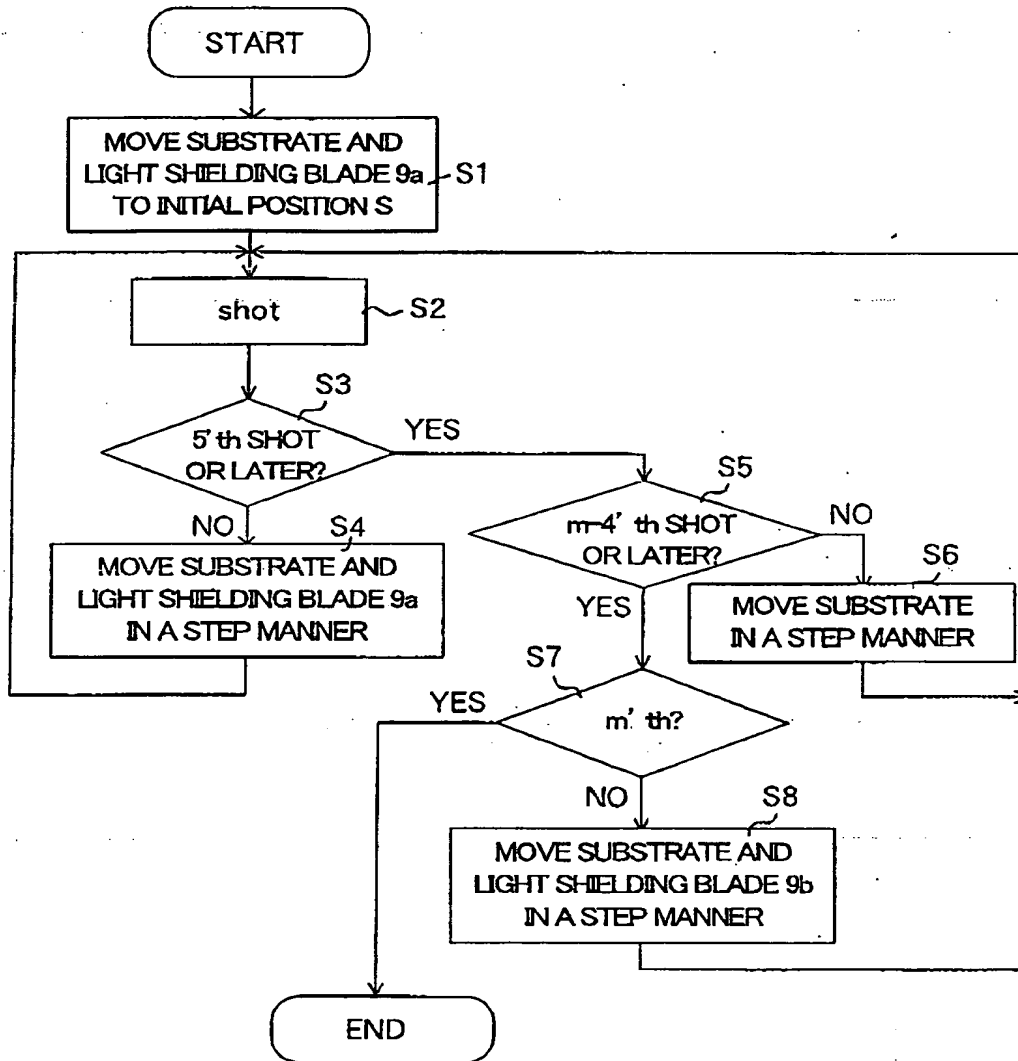 START
MOVE SUBSTRATE AND
LIGHT SHIELDING BLADE 9a
TO INITIAL POSITION S
S1
shot
S2
S3
5' th SHOT
OR LATER?
YES
NO
S4
MOVE SUBSTRATE AND
LIGHT SHIELDING BLADE 9a
IN A STEP MANNER
S5
m-4' th SHOT
OR LATER?
NO
YES
S6
MOVE SUBSTRATE
IN A STEP MANNER
S7
m' th?
YES
NO
S8
MOVE SUBSTRATE AND
LIGHT SHIELDING BLADE 9b
IN A STEP MANNER
END